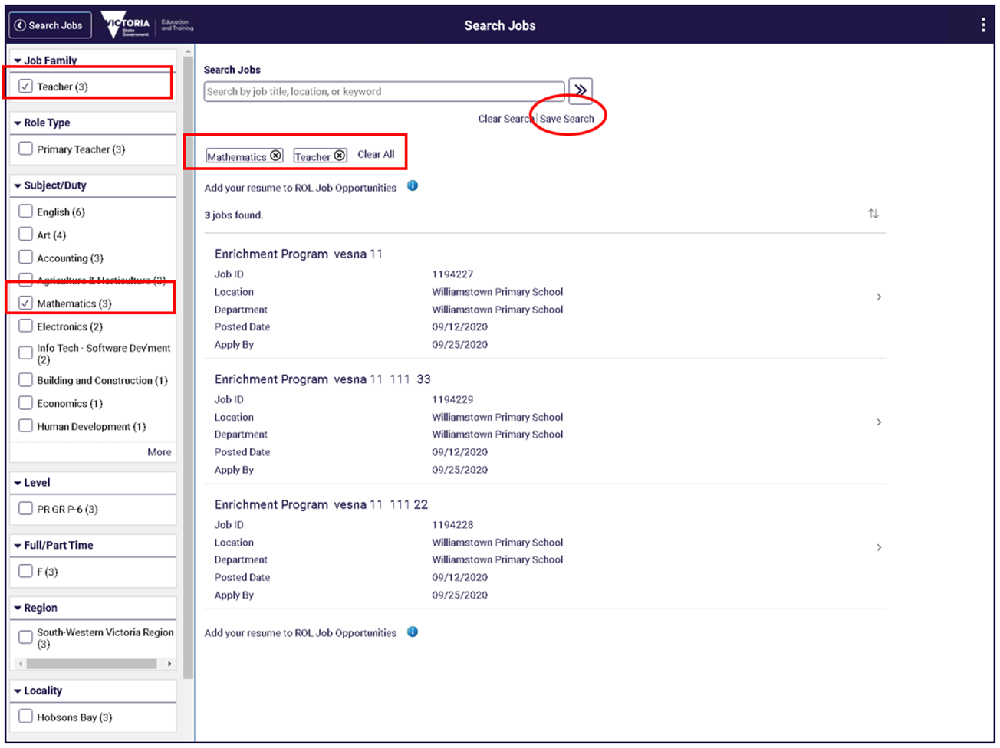 Search Jobs
VICTORIA
State
Government
Education
and Training
Search Jobs
Job Family
Teacher (3)
Role Type
Primary Teacher (3)
Subject/Duty
English (6)
Art (4)
Accounting (3)
Agriculture & Horticulture (3)
Mathematics (3)
Electronics (2)
Info Tech - Software Dev'ment
(2)
Building and Construction (1)
Economics (1)
Human Development (1)
More
Level
PR GR P-6 (3)
Full/Part Time
F (3)
Region
South-Western Victoria Region
(3)
Locality
Hobsons Bay (3)
Search Jobs
Search by job title, location, or keyword
Clear Search | Save Search
Mathematics Teacher Clear All
Add your resume to ROL Job Opportunities
3 jobs found.
Enrichment Program vesna 11
Job ID 1194227
Location Williamstown Primary School
Department Williamstown Primary School
Posted Date 09/12/2020
Apply By 09/25/2020
Enrichment Program vesna 11 111 33
Job ID 1194229
Location Williamstown Primary School
Department Williamstown Primary School
Posted Date 09/12/2020
Apply By 09/25/2020
Enrichment Program vesna 11 111 22
Job ID 1194228
Location Williamstown Primary School
Department Williamstown Primary School
Posted Date 09/12/2020
Apply By 09/25/2020
Add your resume to ROL Job Opportunities